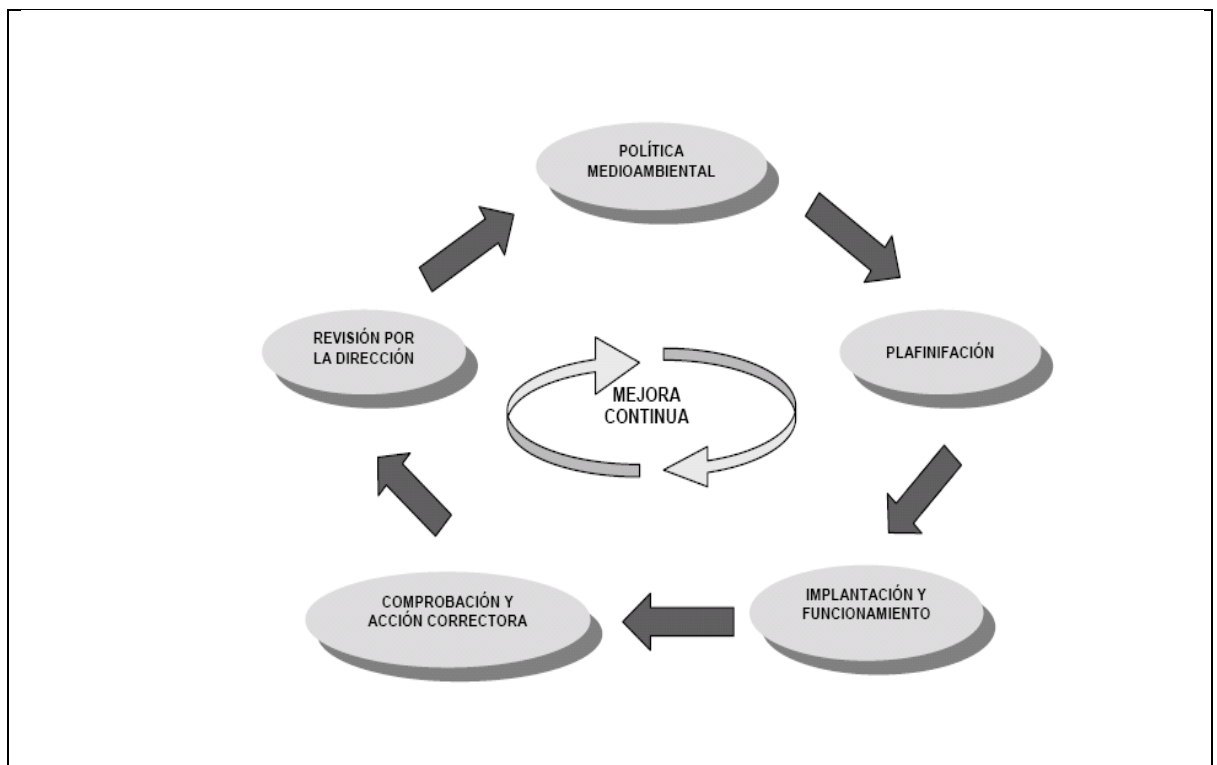 POLÍTICA
MEDIOAMBIENTAL
REVISIÓN POR
LA DIRECCIÓN
PLAFINIFACIÓN
MEJORA
CONTINUA
COMPROBACIÓN Y
ACCIÓN CORRECTORA
IMPLANTACIÓN Y
FUNCIONAMIENTO